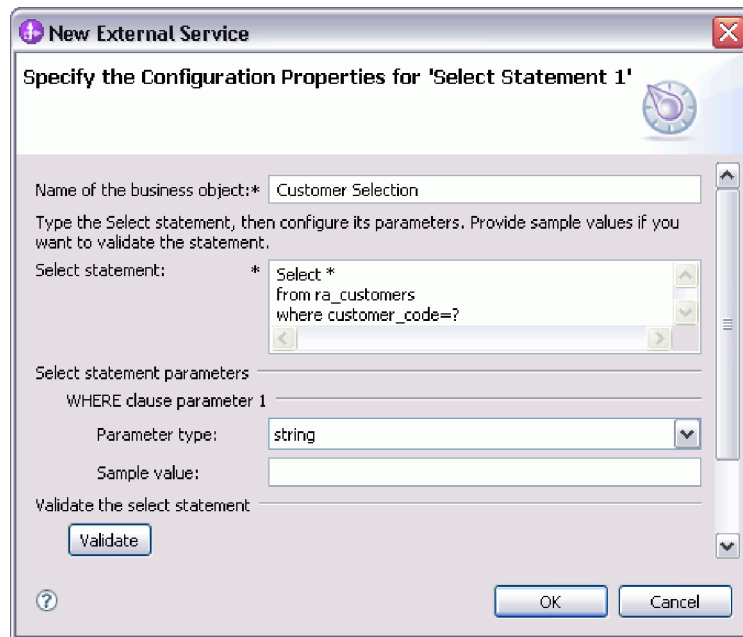 New External Service
Specify the Configuration Properties for 'Select Statement 1'
Name of the business object:* Customer Selection
Type the Select statement, then configure its parameters. Provide sample values if you
want to validate the statement.
Select statement: * Select *
from ra_customers
where customer_code=?
Select statement parameters
WHERE clause parameter 1
Parameter type: string
Sample value:
Validate the select statement
Validate
? OK Cancel